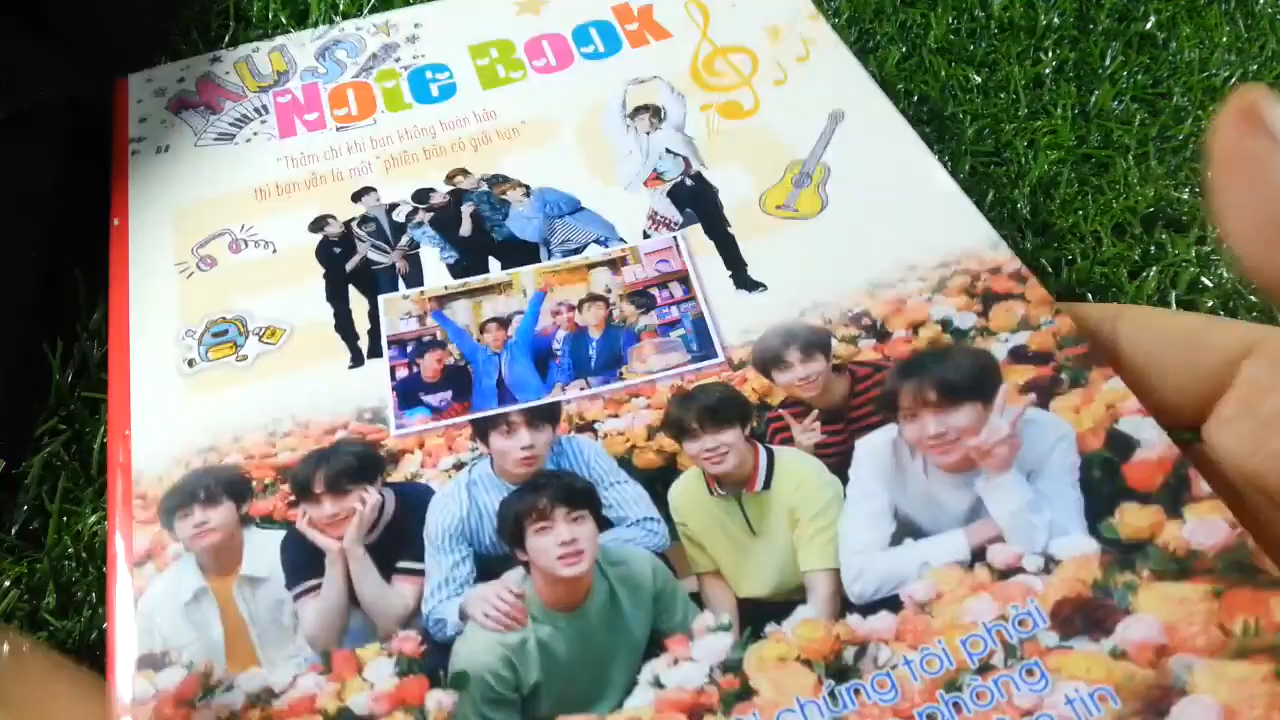 MUSI
Note Book
"Thậm chí khi bạn không hoàn hảo
thì bạn vẫn là một "phiên bản có giới hạn"
chúng tôi phải
phòng
tin